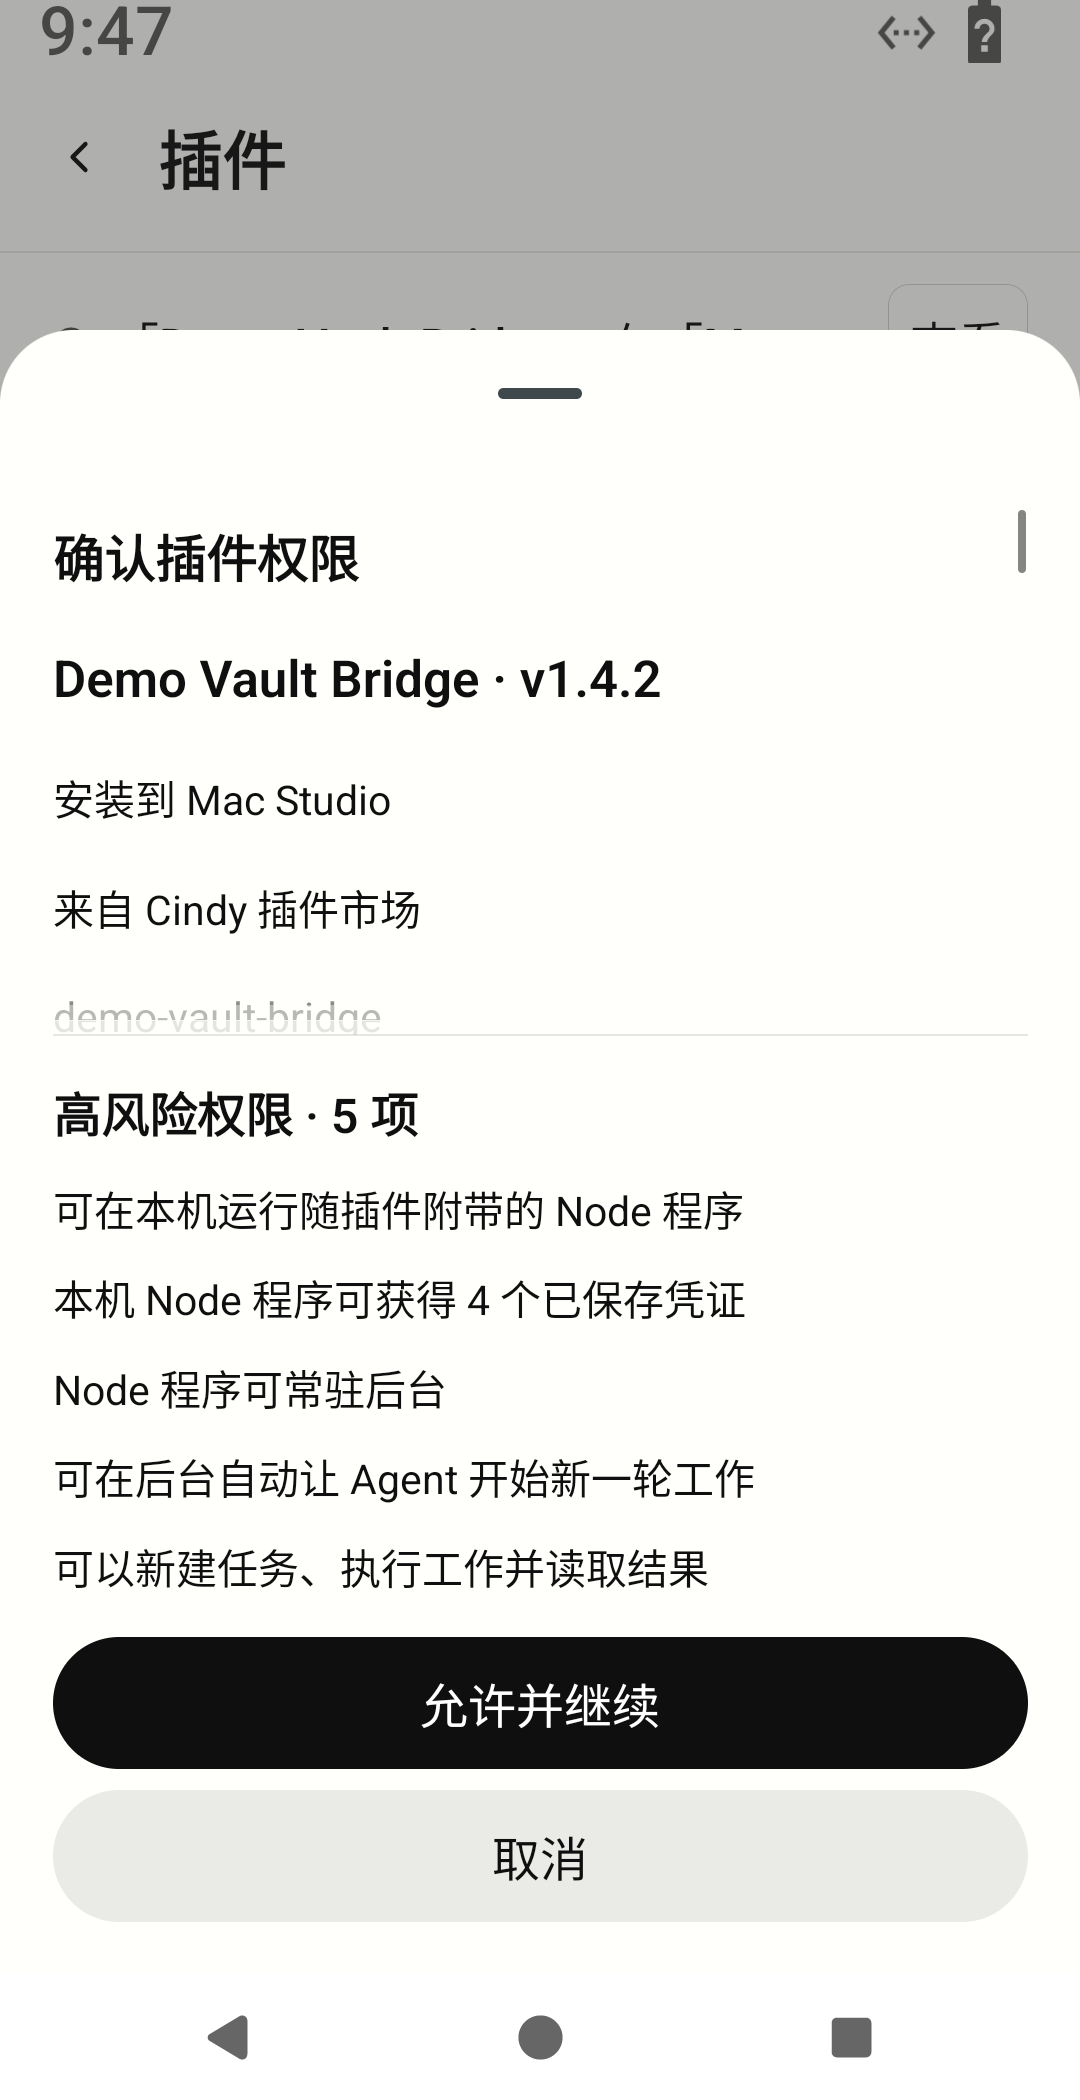 9:47
插件
确认插件权限
Demo Vault Bridge · v1.4.2
安装到 Mac Studio
来自 Cindy 插件市场
demo-vault-bridge
高风险权限 · 5 项
可在本机运行随插件附带的 Node 程序
本机 Node 程序可获得 4 个已保存凭证
Node 程序可常驻后台
可在后台自动让 Agent 开始新一轮工作
可以新建任务、执行工作并读取结果
允许并继续
取消